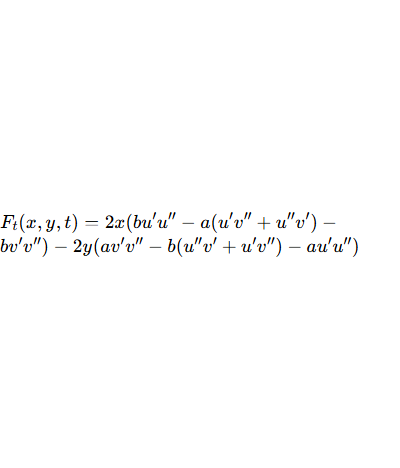 F_t(x, y, t) = 2x(bu′u″ − a(u′v″ + u″v′) −
bv′v″) − 2y(av′v″ − b(u″v′ + u′v″) − au′u″)